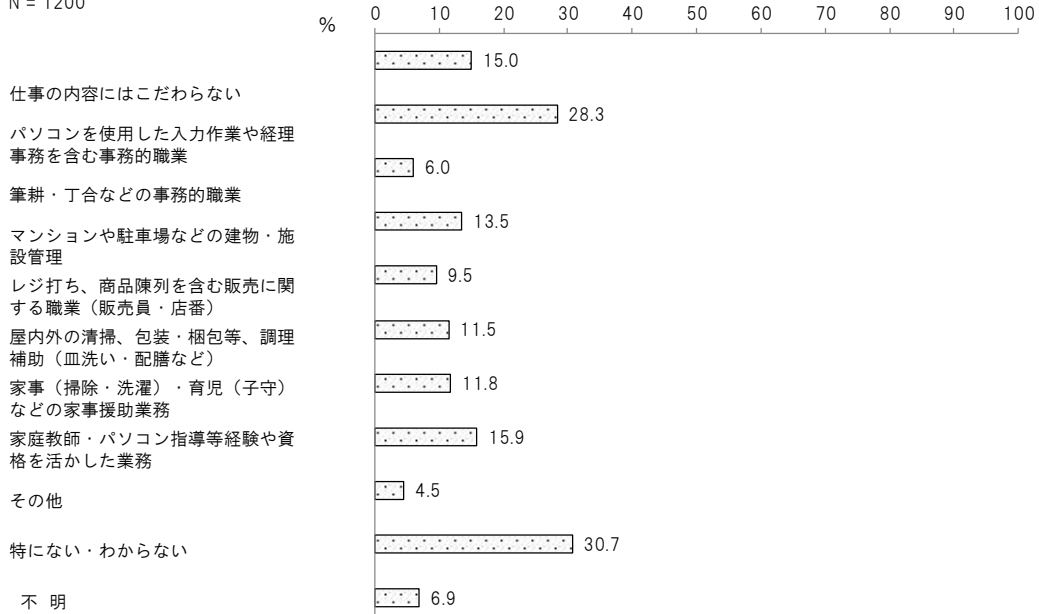 N = 1200
%
0 10 20 30 40 50 60 70 80 90 100
15.0
仕事の内容にはこだわらない
28.3
パソコンを使用した入力作業や経理
事務を含む事務的職業
6.0
筆耕・丁合などの事務的職業
13.5
マンションや駐車場などの建物・施
設管理
9.5
レジ打ち、商品陳列を含む販売に関
する職業（販売員・店番）
11.5
屋内外の清掃、包装・梱包等、調理
補助（皿洗い・配膳など）
11.8
家事（掃除・洗濯）・育児（子守）
などの家事援助業務
15.9
家庭教師・パソコン指導等経験や資
格を活かした業務
4.5
その他
30.7
特にない・わからない
6.9
不 明